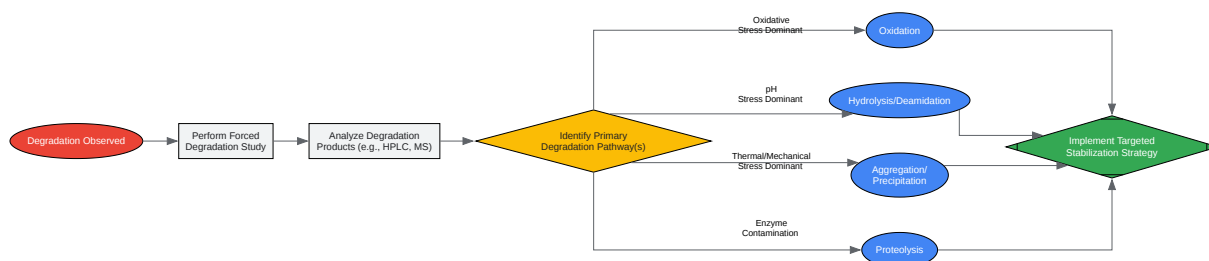 Degradation Observed
Perform Forced
Degradation Study
Analyze Degradation
Products (e.g., HPLC, MS)
Identify Primary
Degradation Pathway(s)
Oxidative
Stress Dominant
Oxidation
pH
Stress Dominant
Hydrolysis/Deamidation
Thermal/Mechanical
Stress Dominant
Aggregation/
Precipitation
Enzyme
Contamination
Proteolysis
Implement Targeted
Stabilization Strategy